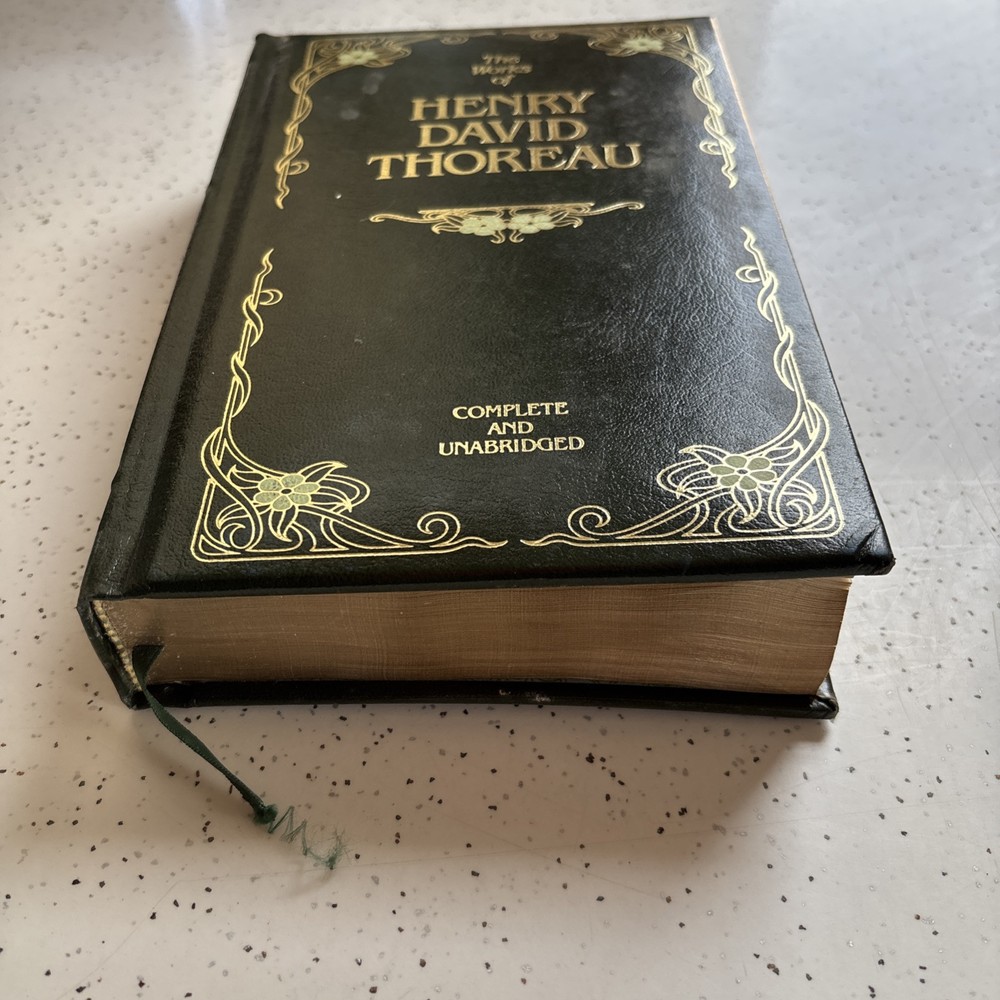 The
Works
of
HENRY
DAVID
THOREAU
COMPLETE
AND
UNABRIDGED